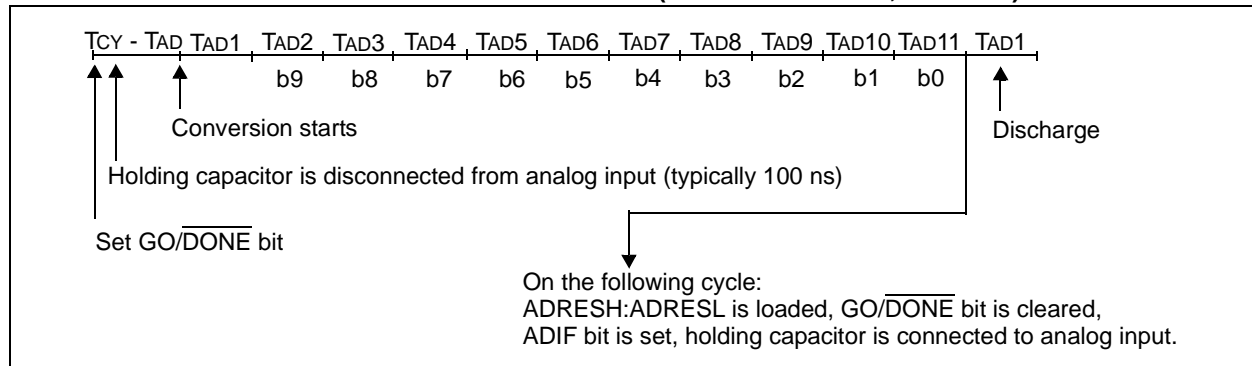 TCY - TAD TAD1 TAD2 TAD3 TAD4 TAD5 TAD6 TAD7 TAD8 TAD9 TAD10 TAD11 TAD1
b9 b8 b7 b6 b5 b4 b3 b2 b1 b0
Conversion starts
Discharge
Holding capacitor is disconnected from analog input (typically 100 ns)
Set GO/DONE bit
On the following cycle:
ADRESH:ADRESL is loaded, GO/DONE bit is cleared,
ADIF bit is set, holding capacitor is connected to analog input.